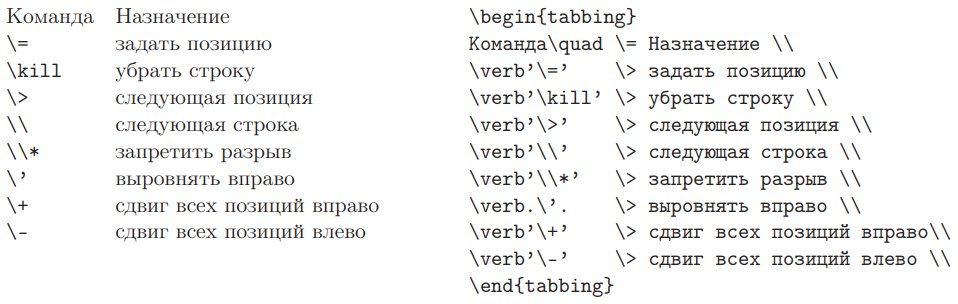 Команда Назначение
\= задать позицию
\kill убрать строку
\> следующая позиция
\\ следующая строка
\\* запретить разрыв
\’ выровнять вправо
\+ сдвиг всех позиций вправо
\- сдвиг всех позиций влево
\begin{tabbing}
Команда\quad \= Назначение \\
\verb’\=’ \> задать позицию \\
\verb’\kill’ \> убрать строку \\
\verb’\>’ \> следующая позиция \\
\verb’\\’ \> следующая строка \\
\verb’\\*’ \> запретить разрыв \\
\verb.\’. \> выровнять вправо \\
\verb’\+’ \> сдвиг всех позиций вправо\\
\verb’\-’ \> сдвиг всех позиций влево \\
\end{tabbing}